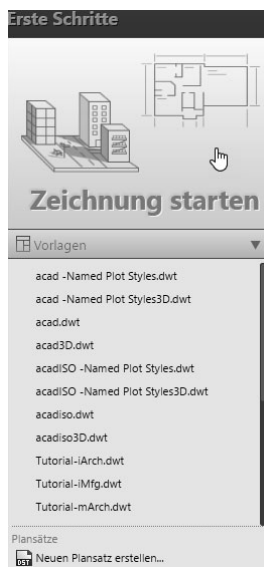 Erste Schritte
Zeichnung starten
Vorlagen
acad -Named Plot Styles.dwt
acad -Named Plot Styles3D.dwt
acad.dwt
acad3D.dwt
acadISO -Named Plot Styles.dwt
acadISO -Named Plot Styles3D.dwt
acadiso.dwt
acadiso3D.dwt
Tutorial-iArch.dwt
Tutorial-iMfg.dwt
Tutorial-mArch.dwt
Plansätze
DST Neuen Plansatz erstellen...